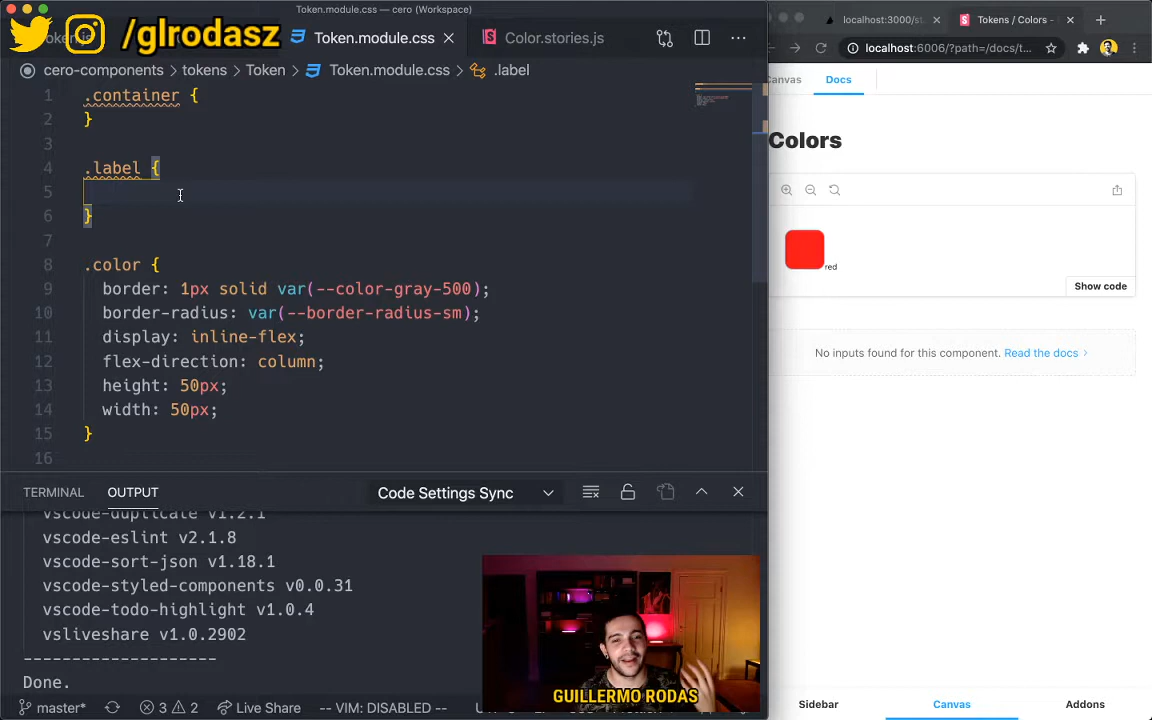 Token.module.css — cero (Workspace)
/glrodasz
Token.module.css
Color.stories.js
cero-components > tokens > Token > Token.module.css > .label
1 .container {
2 }
3
4 .label {
5
6 }
7
8 .color {
9 border: 1px solid var(--color-gray-500);
10 border-radius: var(--border-radius-sm);
11 display: inline-flex;
12 flex-direction: column;
13 height: 50px;
14 width: 50px;
15 }
16
TERMINAL OUTPUT Code Settings Sync
vscode-duplicate v1.2.1
vscode-eslint v2.1.8
vscode-sort-json v1.18.1
vscode-styled-components v0.0.31
vscode-todo-highlight v1.0.4
vsliveshare v1.0.2902
--------------------
Done.
GUILLERMO RODAS
master* 3 2 Live Share -- VIM: DISABLED --
localhost:3000/s
Tokens / Colors -
localhost:6006/?path=/docs/t...
Canvas Docs
Colors
red
Show code
No inputs found for this component. Read the docs >
Sidebar Canvas Addons